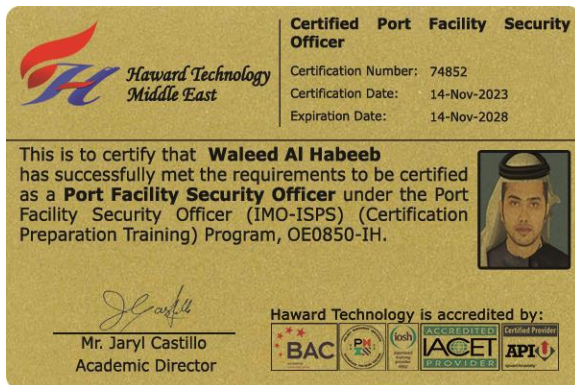 Haward Technology
Middle East
Certified Port Facility Security
Officer
Certification Number: 74852
Certification Date: 14-Nov-2023
Expiration Date: 14-Nov-2028
This is to certify that Waleed Al Habeeb
has successfully met the requirements to be certified
as a Port Facility Security Officer under the Port
Facility Security Officer (IMO-ISPS) (Certification
Preparation Training) Program, OE0850-IH.
Mr. Jaryl Castillo
Academic Director
Haward Technology is accredited by:
BAC
iosh
ACCREDITED
IACET
PROVIDER
Certified Provider
API